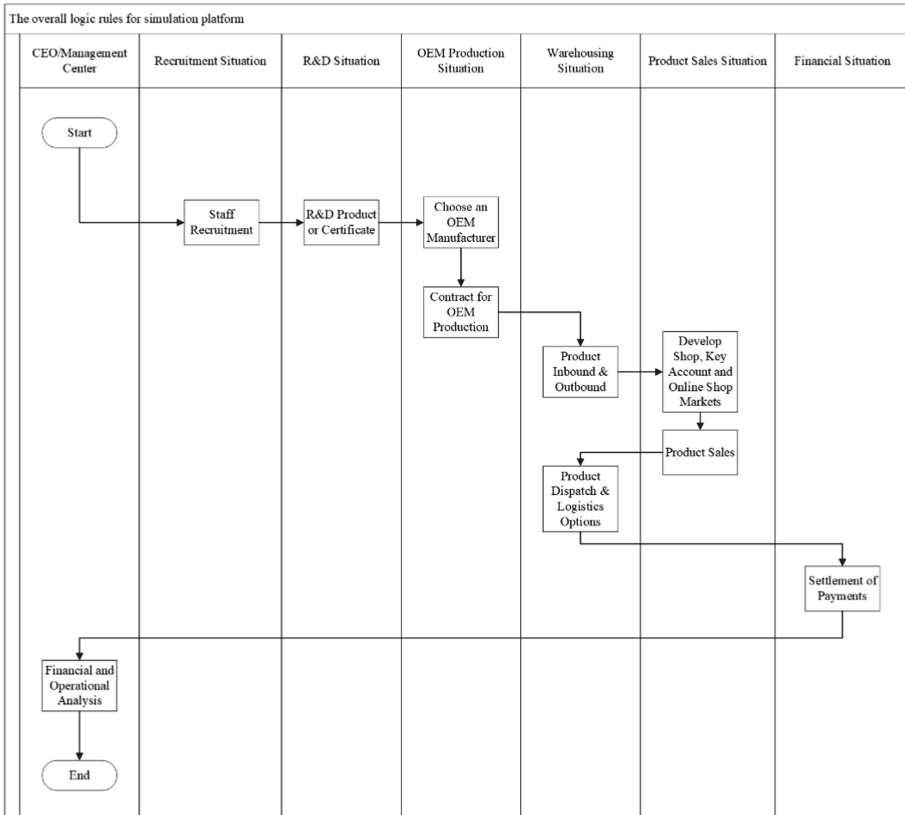 The overall logic rules for simulation platform
CEO/Management
Center
Recruitment Situation
R&D Situation
OEM Production
Situation
Warehousing
Situation
Product Sales Situation
Financial Situation
Start
Staff
Recruitment
R&D Product
or Certificate
Choose an
OEM
Manufacturer
Contract for
OEM
Production
Product
Inbound &
Outbound
Develop
Shop, Key
Account and
Online Shop
Markets
Product Sales
Product
Dispatch &
Logistics
Options
Settlement of
Payments
Financial and
Operational
Analysis
End